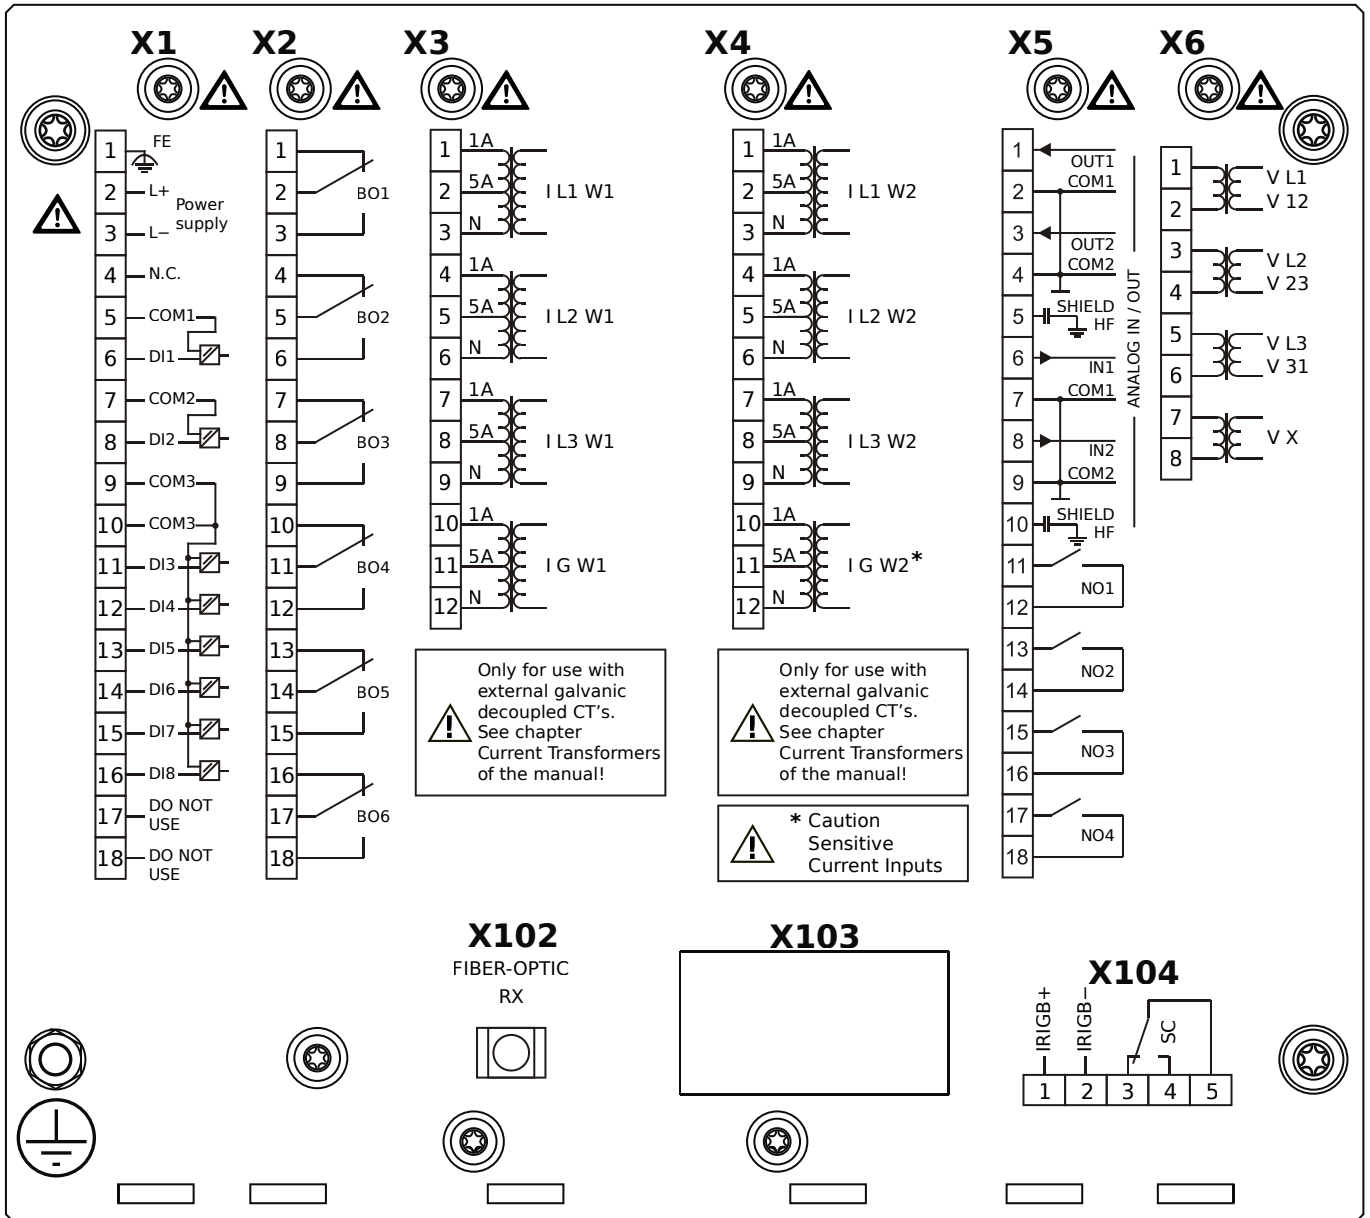 X1
X2
X3
X4
X5
X6
1 FE
2 L+
Power
supply
3 L−
4 N.C.
5 COM1
6 DI1
7 COM2
8 DI2
9 COM3
10 COM3
11 DI3
12 DI4
13 DI5
14 DI6
15 DI7
16 DI8
17 DO NOT
USE
18 DO NOT
USE
1
2 BO1
3
4
5 BO2
6
7
8 BO3
9
10
11 BO4
12
13
14 BO5
15
16
17 BO6
18
1 1A
2 5A I L1 W1
3 N
4 1A
5 5A I L2 W1
6 N
7 1A
8 5A I L3 W1
9 N
10 1A
11 5A I G W1
12 N
Only for use with
external galvanic
decoupled CT's.
See chapter
Current Transformers
of the manual!
1 1A
2 5A I L1 W2
3 N
4 1A
5 5A I L2 W2
6 N
7 1A
8 5A I L3 W2
9 N
10 1A
11 5A I G W2*
12 N
Only for use with
external galvanic
decoupled CT's.
See chapter
Current Transformers
of the manual!
* Caution
Sensitive
Current Inputs
1 OUT1
2 COM1
3 OUT2
4 COM2
5 SHIELD
HF
6 IN1
7 COM1
8 IN2
9 COM2
10 SHIELD
HF
ANALOG IN / OUT
11
NO1
12
13
NO2
14
15
NO3
16
17
NO4
18
1 V L1
2 V 12
3 V L2
4 V 23
5 V L3
6 V 31
7
V X
8
X102
FIBER-OPTIC
RX
X103
X104
IRIGB+
IRIGB−
SC
1 2 3 4 5